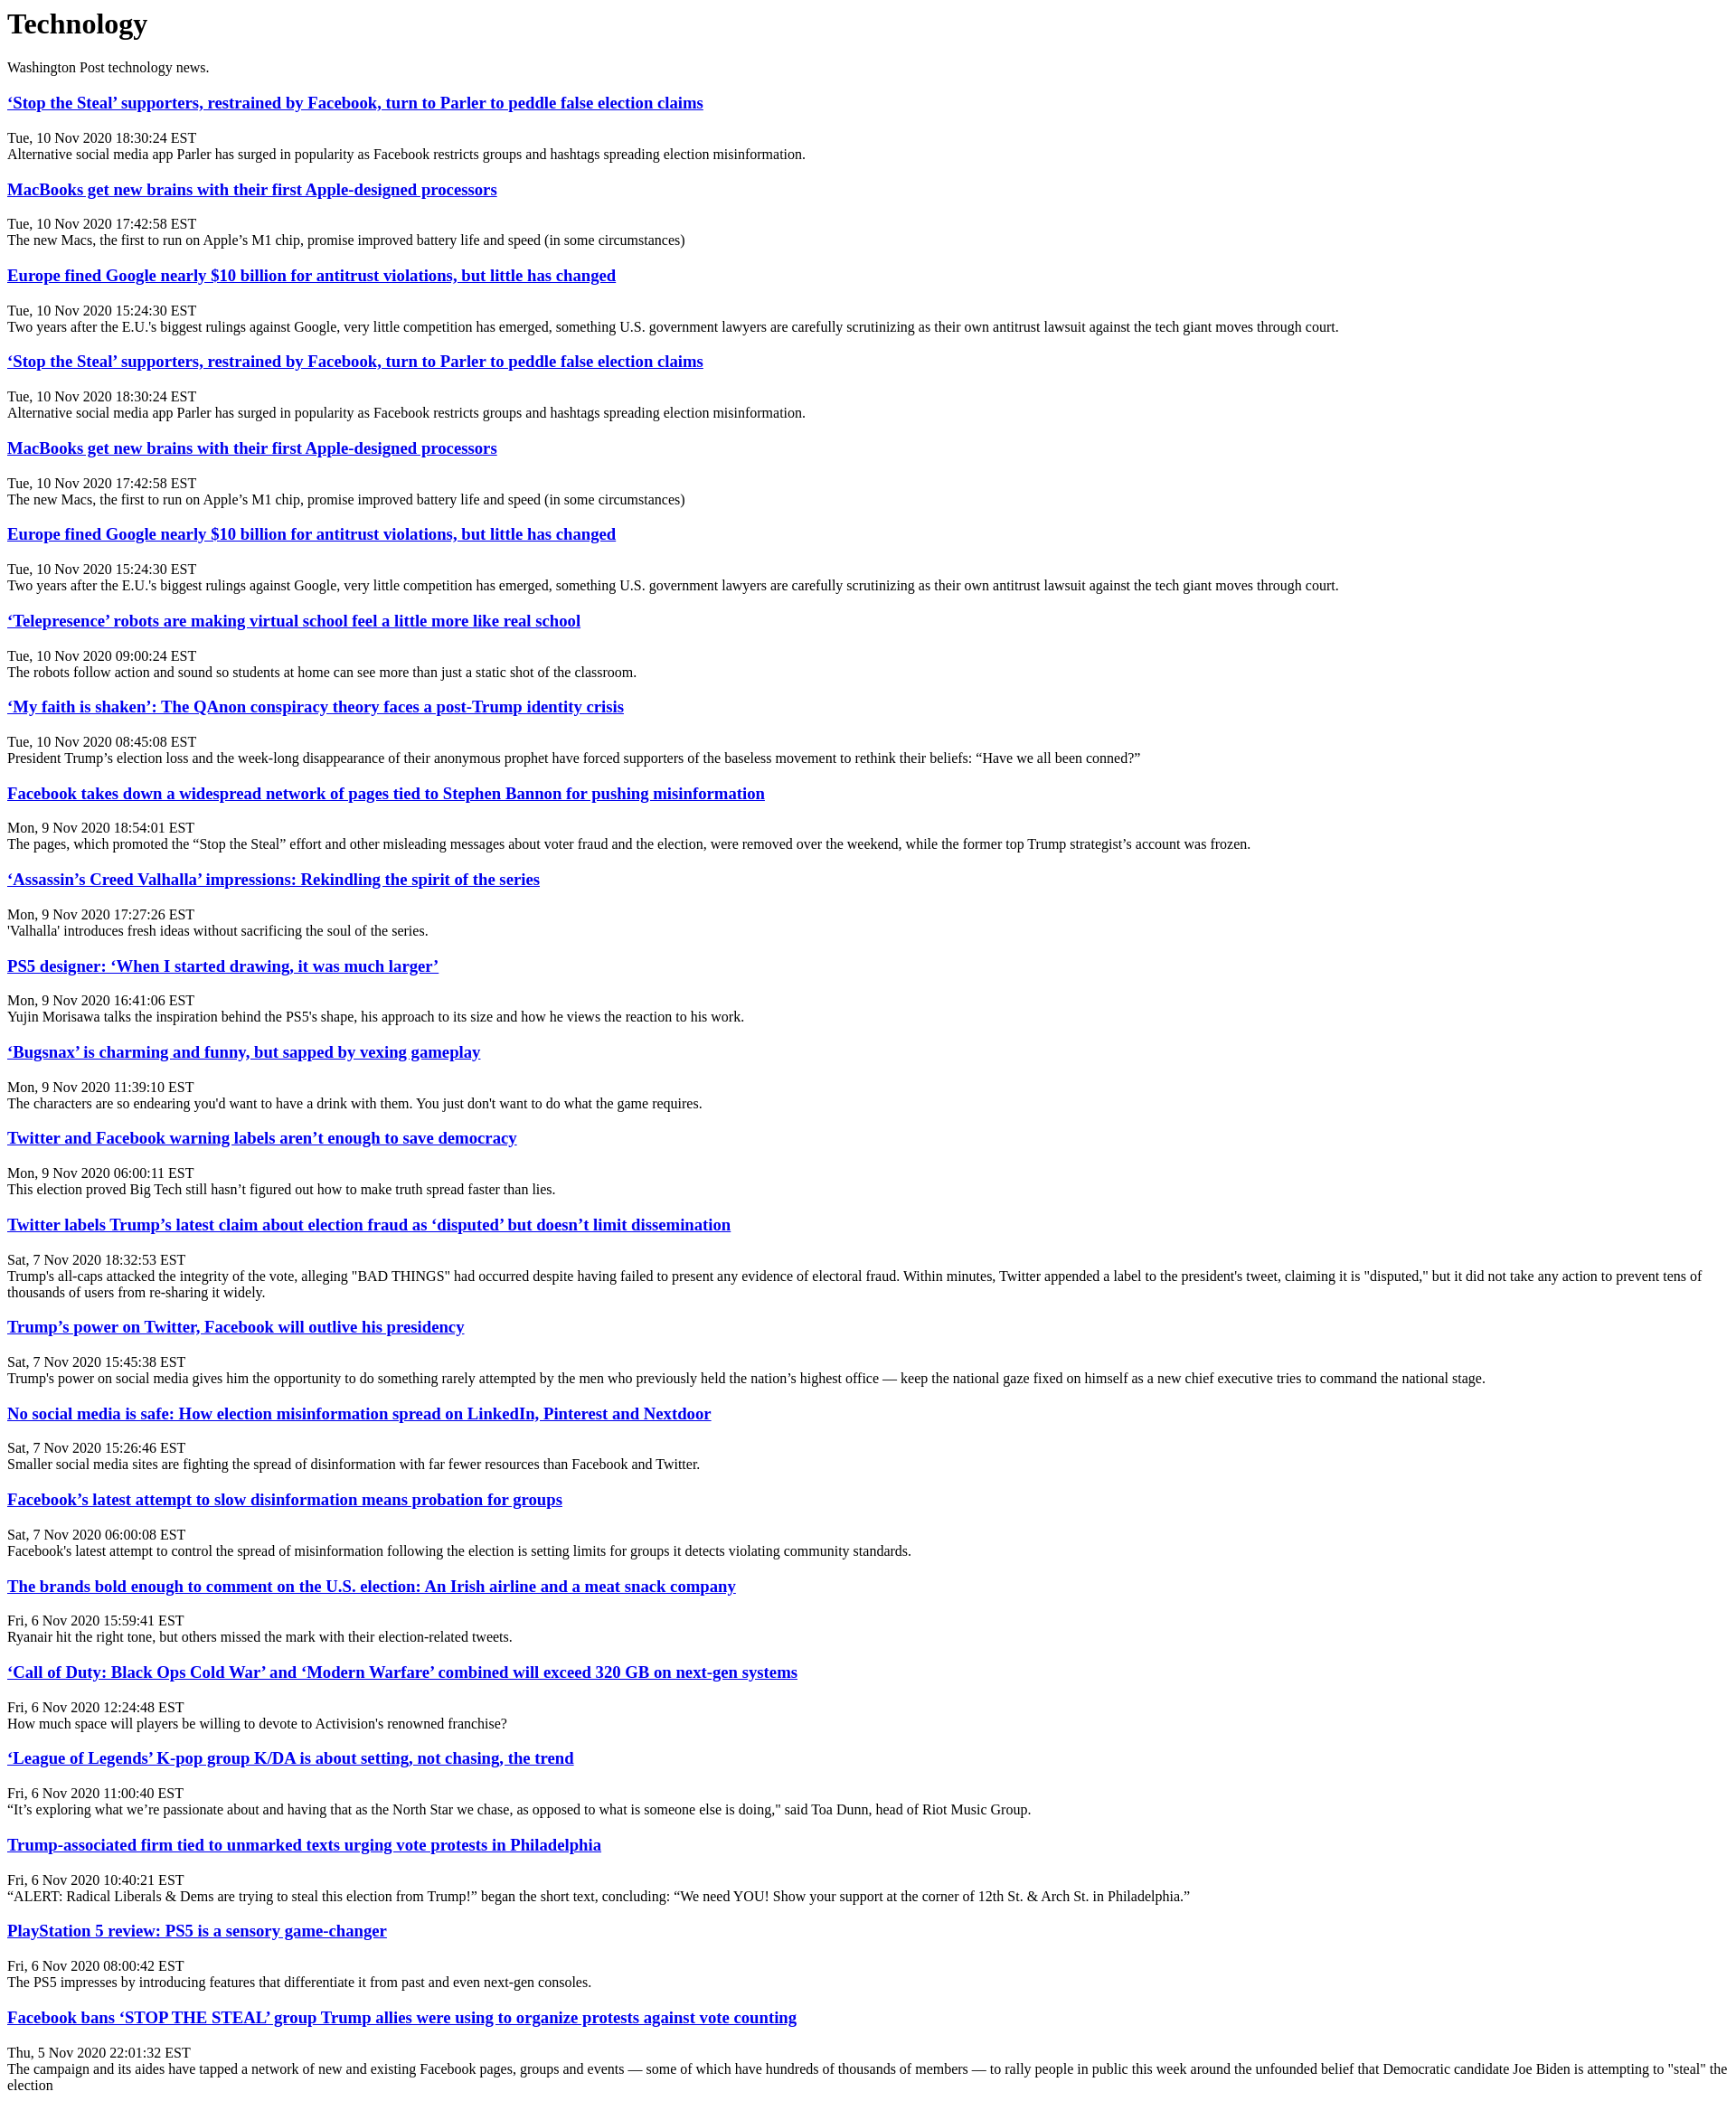 Technology
Washington Post technology news.
‘Stop the Steal’ supporters, restrained by Facebook, turn to Parler to peddle false election claims
Tue, 10 Nov 2020 18:30:24 EST
Alternative social media app Parler has surged in popularity as Facebook restricts groups and hashtags spreading election misinformation.
MacBooks get new brains with their first Apple-designed processors
Tue, 10 Nov 2020 17:42:58 EST
The new Macs, the first to run on Apple’s M1 chip, promise improved battery life and speed (in some circumstances)
Europe fined Google nearly $10 billion for antitrust violations, but little has changed
Tue, 10 Nov 2020 15:24:30 EST
Two years after the E.U.'s biggest rulings against Google, very little competition has emerged, something U.S. government lawyers are carefully scrutinizing as their own antitrust lawsuit against the tech giant moves through court.
‘Stop the Steal’ supporters, restrained by Facebook, turn to Parler to peddle false election claims
Tue, 10 Nov 2020 18:30:24 EST
Alternative social media app Parler has surged in popularity as Facebook restricts groups and hashtags spreading election misinformation.
MacBooks get new brains with their first Apple-designed processors
Tue, 10 Nov 2020 17:42:58 EST
The new Macs, the first to run on Apple’s M1 chip, promise improved battery life and speed (in some circumstances)
Europe fined Google nearly $10 billion for antitrust violations, but little has changed
Tue, 10 Nov 2020 15:24:30 EST
Two years after the E.U.'s biggest rulings against Google, very little competition has emerged, something U.S. government lawyers are carefully scrutinizing as their own antitrust lawsuit against the tech giant moves through court.
‘Telepresence’ robots are making virtual school feel a little more like real school
Tue, 10 Nov 2020 09:00:24 EST
The robots follow action and sound so students at home can see more than just a static shot of the classroom.
‘My faith is shaken’: The QAnon conspiracy theory faces a post-Trump identity crisis
Tue, 10 Nov 2020 08:45:08 EST
President Trump’s election loss and the week-long disappearance of their anonymous prophet have forced supporters of the baseless movement to rethink their beliefs: “Have we all been conned?”
Facebook takes down a widespread network of pages tied to Stephen Bannon for pushing misinformation
Mon, 9 Nov 2020 18:54:01 EST
The pages, which promoted the “Stop the Steal” effort and other misleading messages about voter fraud and the election, were removed over the weekend, while the former top Trump strategist’s account was frozen.
‘Assassin’s Creed Valhalla’ impressions: Rekindling the spirit of the series
Mon, 9 Nov 2020 17:27:26 EST
'Valhalla' introduces fresh ideas without sacrificing the soul of the series.
PS5 designer: ‘When I started drawing, it was much larger’
Mon, 9 Nov 2020 16:41:06 EST
Yujin Morisawa talks the inspiration behind the PS5's shape, his approach to its size and how he views the reaction to his work.
‘Bugsnax’ is charming and funny, but sapped by vexing gameplay
Mon, 9 Nov 2020 11:39:10 EST
The characters are so endearing you'd want to have a drink with them. You just don't want to do what the game requires.
Twitter and Facebook warning labels aren’t enough to save democracy
Mon, 9 Nov 2020 06:00:11 EST
This election proved Big Tech still hasn’t figured out how to make truth spread faster than lies.
Twitter labels Trump’s latest claim about election fraud as ‘disputed’ but doesn’t limit dissemination
Sat, 7 Nov 2020 18:32:53 EST
Trump's all-caps attacked the integrity of the vote, alleging "BAD THINGS" had occurred despite having failed to present any evidence of electoral fraud. Within minutes, Twitter appended a label to the president's tweet, claiming it is "disputed," but it did not take any action to prevent tens of
thousands of users from re-sharing it widely.
Trump’s power on Twitter, Facebook will outlive his presidency
Sat, 7 Nov 2020 15:45:38 EST
Trump's power on social media gives him the opportunity to do something rarely attempted by the men who previously held the nation’s highest office — keep the national gaze fixed on himself as a new chief executive tries to command the national stage.
No social media is safe: How election misinformation spread on LinkedIn, Pinterest and Nextdoor
Sat, 7 Nov 2020 15:26:46 EST
Smaller social media sites are fighting the spread of disinformation with far fewer resources than Facebook and Twitter.
Facebook’s latest attempt to slow disinformation means probation for groups
Sat, 7 Nov 2020 06:00:08 EST
Facebook's latest attempt to control the spread of misinformation following the election is setting limits for groups it detects violating community standards.
The brands bold enough to comment on the U.S. election: An Irish airline and a meat snack company
Fri, 6 Nov 2020 15:59:41 EST
Ryanair hit the right tone, but others missed the mark with their election-related tweets.
‘Call of Duty: Black Ops Cold War’ and ‘Modern Warfare’ combined will exceed 320 GB on next-gen systems
Fri, 6 Nov 2020 12:24:48 EST
How much space will players be willing to devote to Activision's renowned franchise?
‘League of Legends’ K-pop group K/DA is about setting, not chasing, the trend
Fri, 6 Nov 2020 11:00:40 EST
“It’s exploring what we’re passionate about and having that as the North Star we chase, as opposed to what is someone else is doing," said Toa Dunn, head of Riot Music Group.
Trump-associated firm tied to unmarked texts urging vote protests in Philadelphia
Fri, 6 Nov 2020 10:40:21 EST
“ALERT: Radical Liberals & Dems are trying to steal this election from Trump!” began the short text, concluding: “We need YOU! Show your support at the corner of 12th St. & Arch St. in Philadelphia.”
PlayStation 5 review: PS5 is a sensory game-changer
Fri, 6 Nov 2020 08:00:42 EST
The PS5 impresses by introducing features that differentiate it from past and even next-gen consoles.
Facebook bans ‘STOP THE STEAL’ group Trump allies were using to organize protests against vote counting
Thu, 5 Nov 2020 22:01:32 EST
The campaign and its aides have tapped a network of new and existing Facebook pages, groups and events — some of which have hundreds of thousands of members — to rally people in public this week around the unfounded belief that Democratic candidate Joe Biden is attempting to "steal" the
election